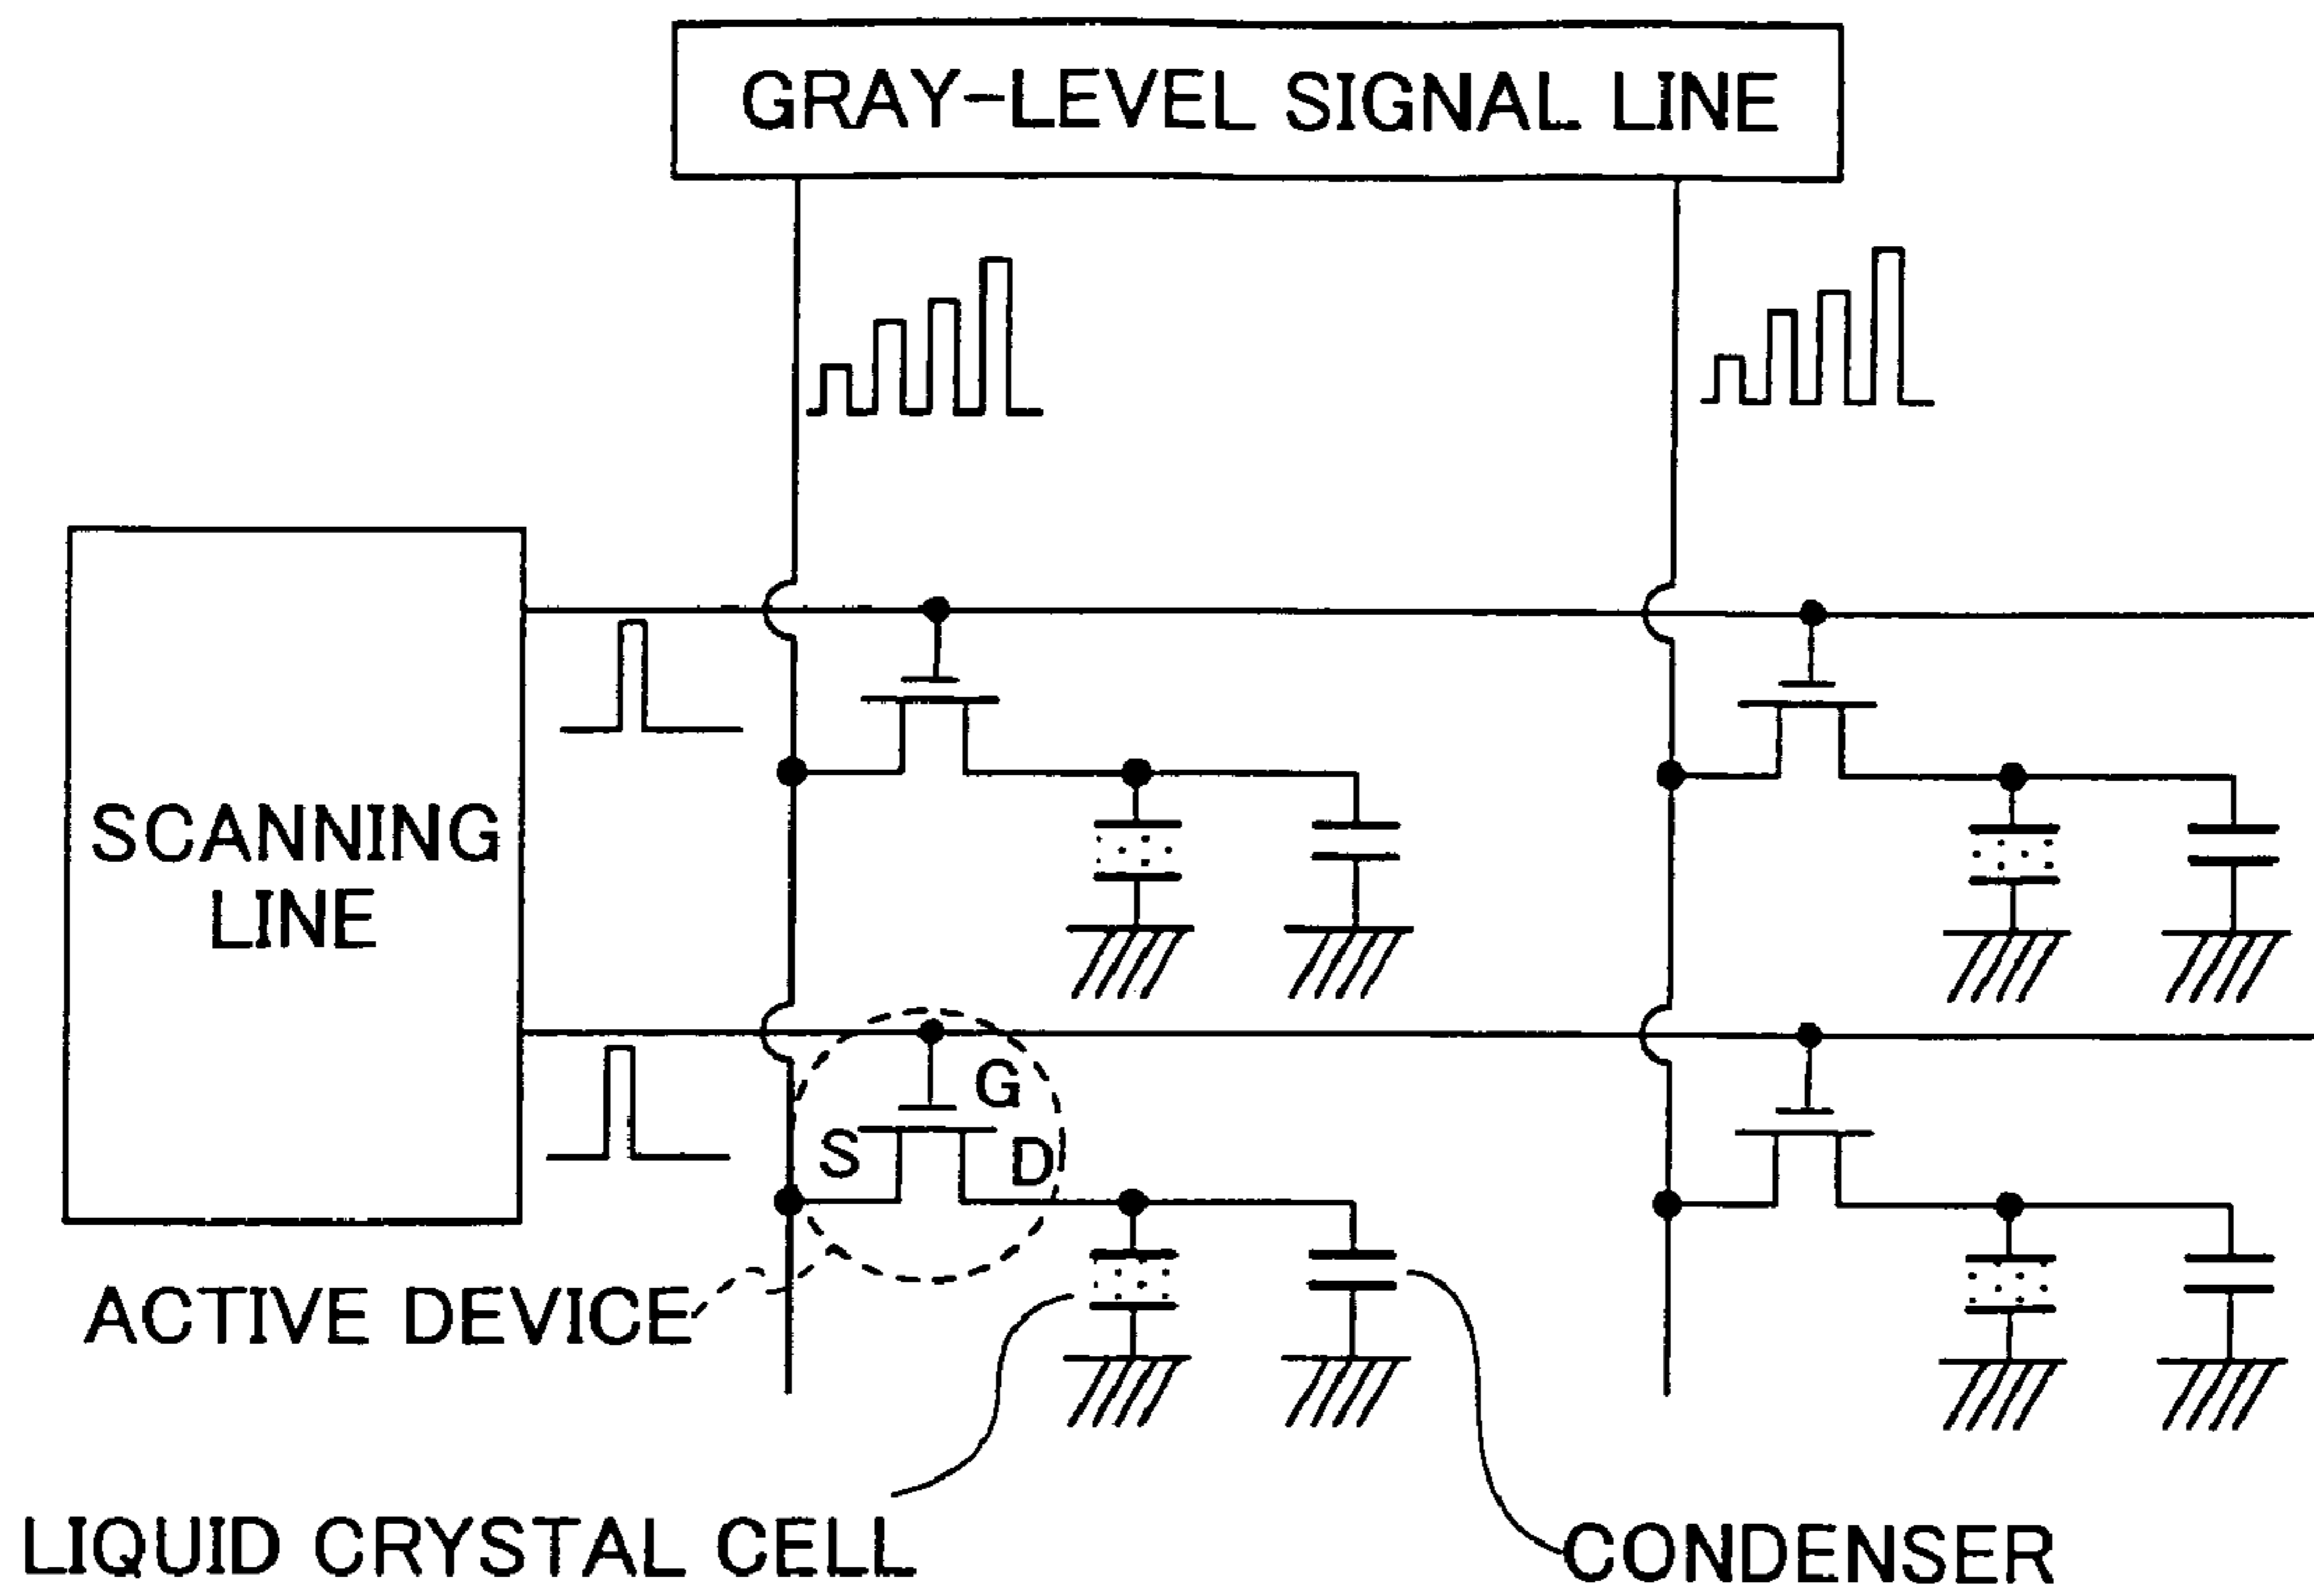 GRAY-LEVEL SIGNAL LINE
SCANNING
LINE
G
S
D
ACTIVE DEVICE
LIQUID CRYSTAL CELL
CONDENSER